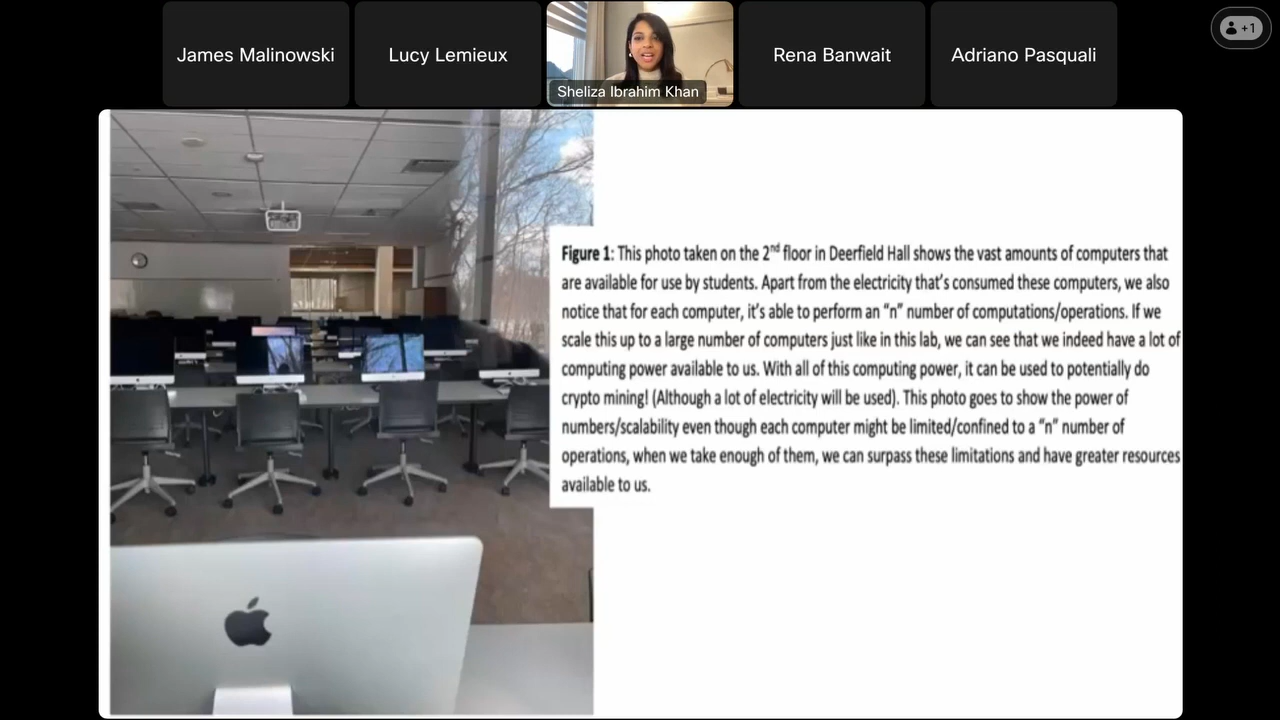 James Malinowski
Lucy Lemieux
Sheliza Ibrahim Khan
Rena Banwait
Adriano Pasquali
+1
Figure 1: This photo taken on the 2nd floor in Deerfield Hall shows the vast amounts of computers that
are available for use by students. Apart from the electricity that's consumed these computers, we also
notice that for each computer, it's able to perform an “n” number of computations/operations. If we
scale this up to a large number of computers just like in this lab, we can see that we indeed have a lot of
computing power available to us. With all of this computing power, it can be used to potentially do
crypto mining! (Although a lot of electricity will be used). This photo goes to show the power of
numbers/scalability even though each computer might be limited/confined to a “n” number of
operations, when we take enough of them, we can surpass these limitations and have greater resources
available to us.